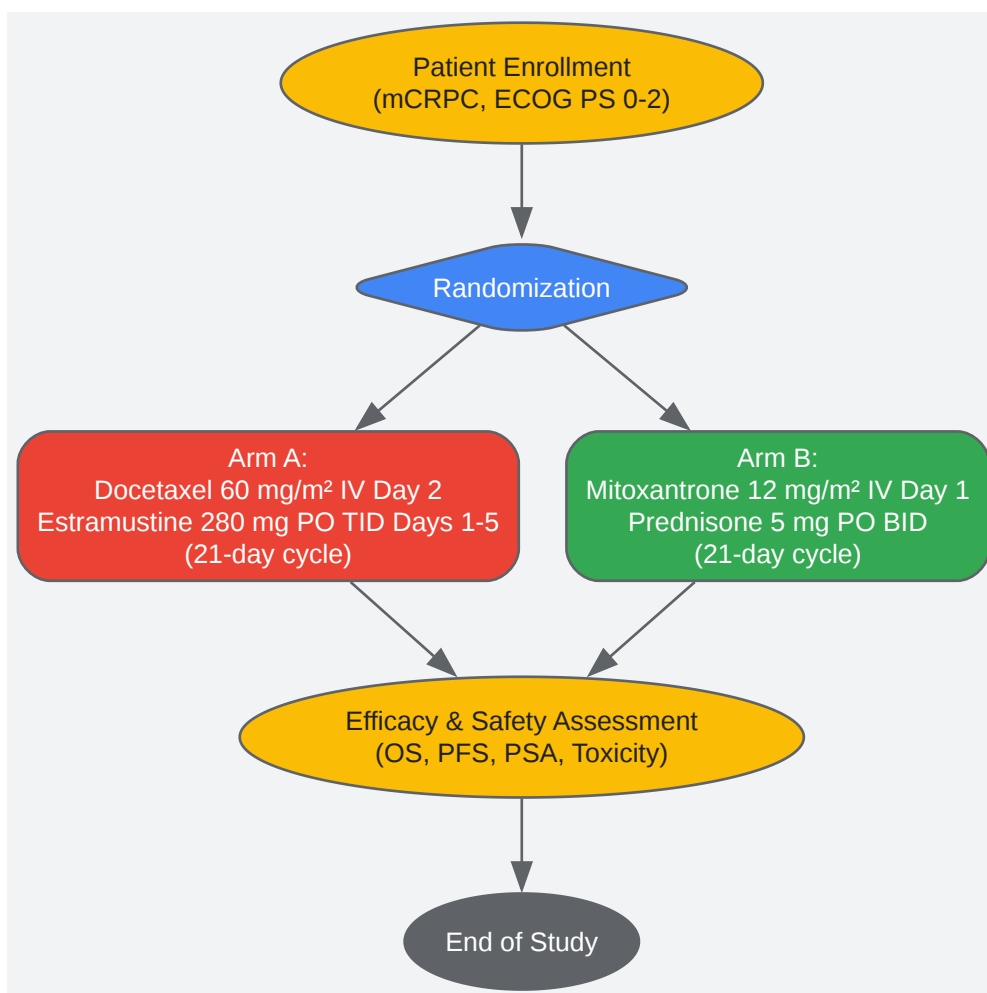 Patient Enrollment
(mCRPC, ECOG PS 0-2)
Randomization
Arm A:
Docetaxel 60 mg/m² IV Day 2
Estramustine 280 mg PO TID Days 1-5
(21-day cycle)
Arm B:
Mitoxantrone 12 mg/m² IV Day 1
Prednisone 5 mg PO BID
(21-day cycle)
Efficacy & Safety Assessment
(OS, PFS, PSA, Toxicity)
End of Study